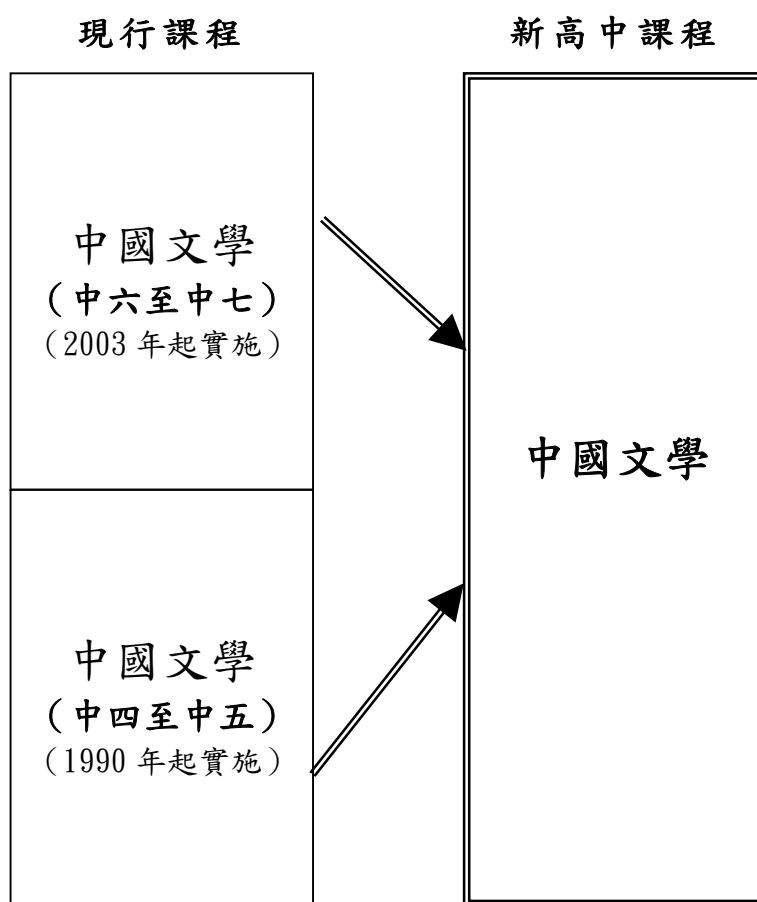 現行課程
新高中課程
中國文學
（中六至中七）
（2003 年起實施）
中國文學
（中四至中五）
（1990 年起實施）
中國文學